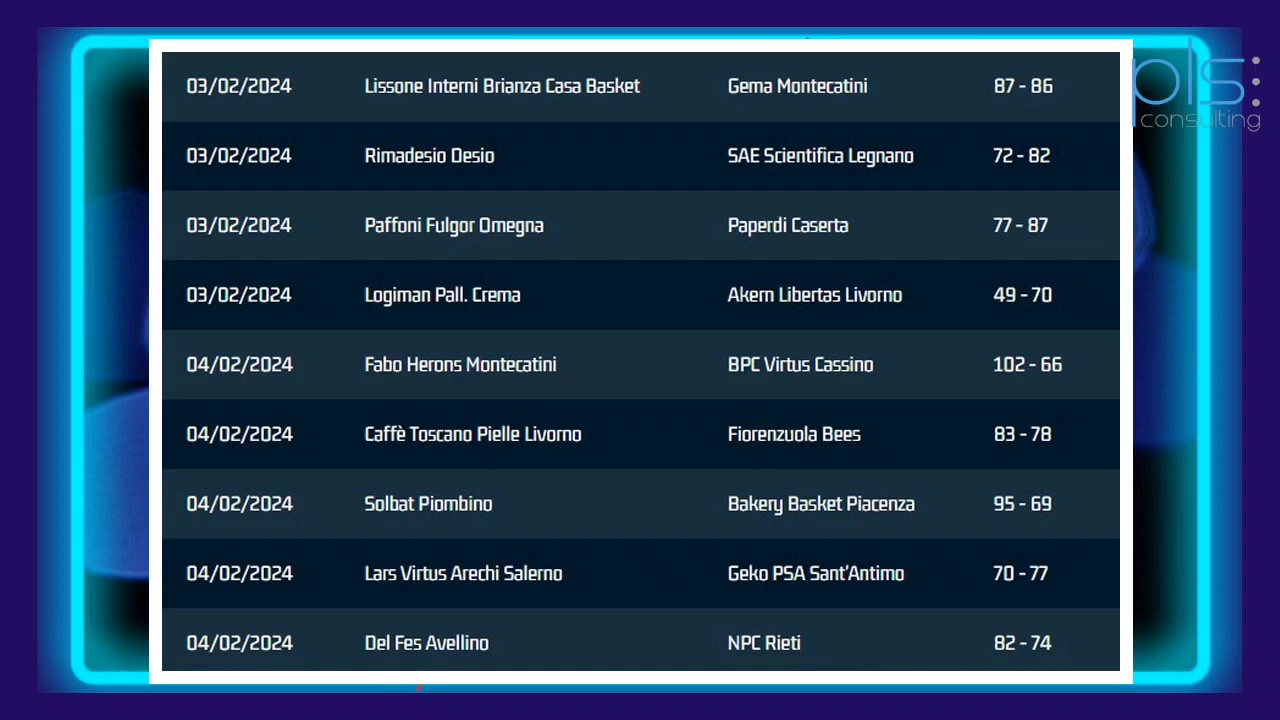 03/02/2024 Lissone Interni Brianza Casa Basket Gema Montecatini 87 - 86
03/02/2024 Rimadesio Desio SAE Scientifica Legnano 72 - 82
03/02/2024 Paffoni Fulgor Omegna Paperdi Caserta 77 - 87
03/02/2024 Logiman Pall. Crema Akern Libertas Livorno 49 - 70
04/02/2024 Fabo Herons Montecatini BPC Virtus Cassino 102 - 66
04/02/2024 Caffè Toscano Pielle Livorno Fiorenzuola Bees 83 - 78
04/02/2024 Solbat Piombino Bakery Basket Piacenza 95 - 69
04/02/2024 Lars Virtus Arechi Salerno Geko PSA Sant'Antimo 70 - 77
04/02/2024 Del Fes Avellino NPC Rieti 82 - 74
pls:
consulting